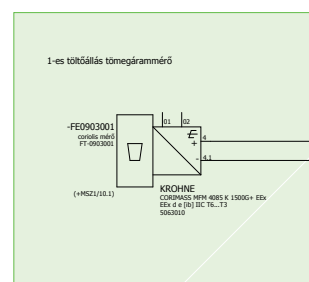 1-es töltőállás tömegárammérő
01 02
-FE0903001
coriolis mérő
FT-0903001
4
+
-
4.1
(+MSZ1/10.1)
KROHNE
CORIMASS MFM 4085 K 1500G+ EEx
EEx d e [ib] IIC T6...T3
5063010